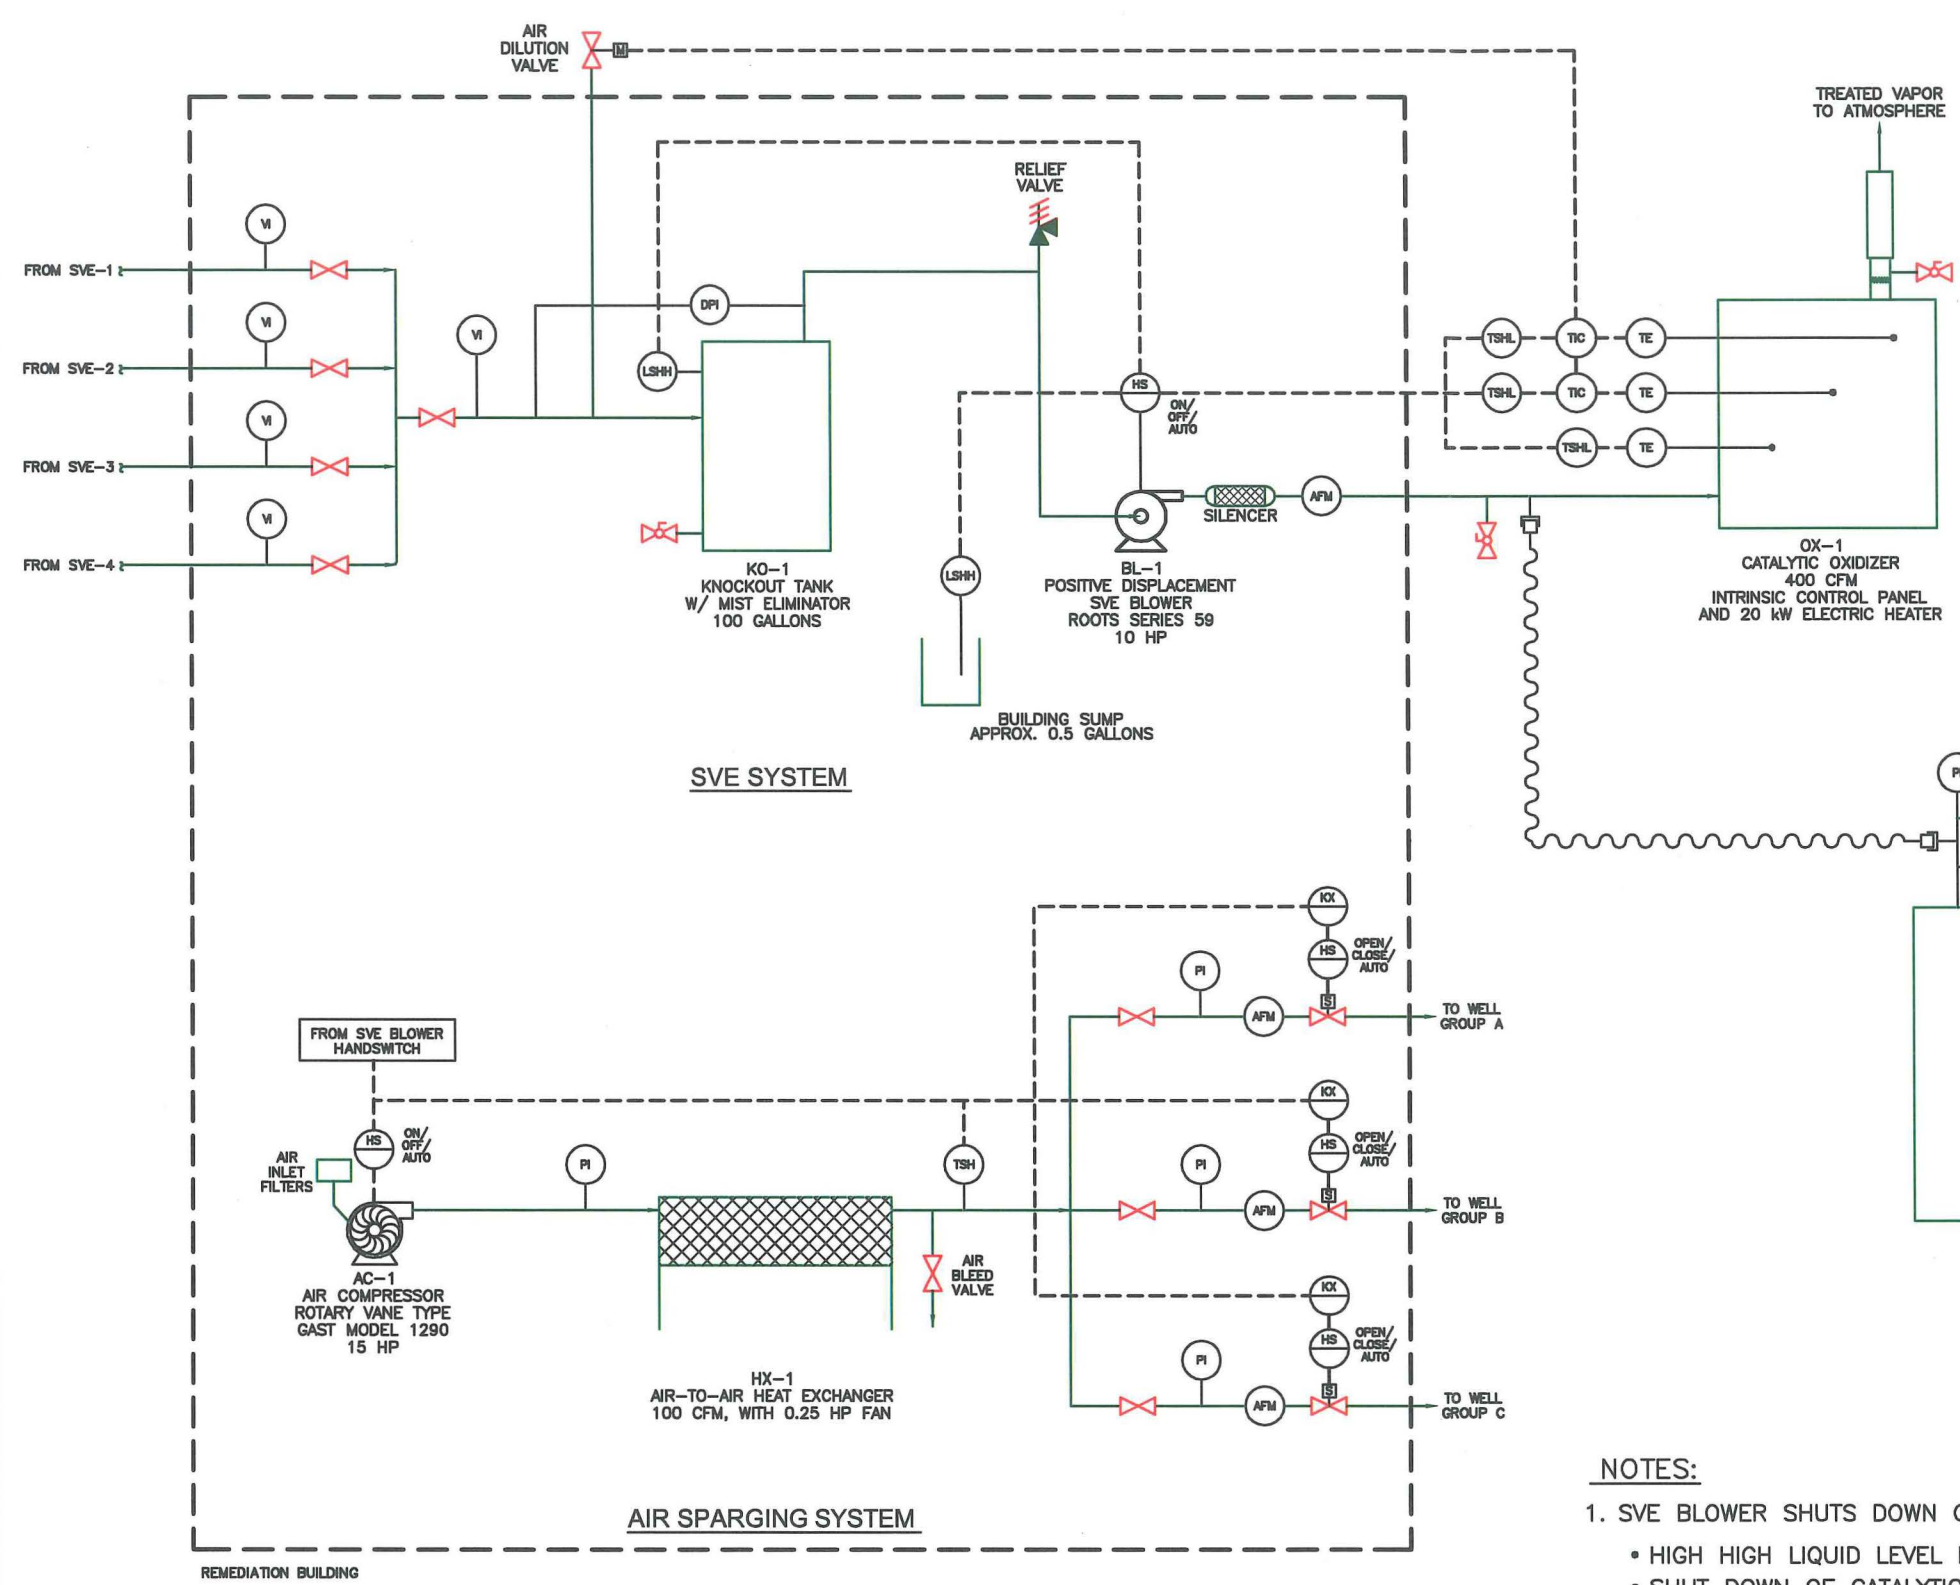 AIR
DILUTION
VALVE
M
TREATED VAPOR
TO ATMOSPHERE
RELIEF
VALVE
VI
FROM SVE-1
VI
FROM SVE-2
VI
FROM SVE-3
VI
FROM SVE-4
VI
DPI
LSHH
HS
ON/
OFF/
AUTO
TSHL
TIC
TE
TSHL
TIC
TE
TSHL
TE
AFM
SILENCER
LSHH
KO-1
KNOCKOUT TANK
W/ MIST ELIMINATOR
100 GALLONS
BL-1
POSITIVE DISPLACEMENT
SVE BLOWER
ROOTS SERIES 59
10 HP
OX-1
CATALYTIC OXIDIZER
400 CFM
INTRINSIC CONTROL PANEL
AND 20 kW ELECTRIC HEATER
BUILDING SUMP
APPROX. 0.5 GALLONS
SVE SYSTEM
KX
HS
OPEN/
CLOSE/
AUTO
S
PI
AFM
TO WELL
GROUP A
FROM SVE BLOWER
HANDSWITCH
HS
ON/
OFF/
AUTO
AIR
INLET
FILTERS
PI
TSH
KX
HS
OPEN/
CLOSE/
AUTO
S
PI
AFM
TO WELL
GROUP B
AIR
BLEED
VALVE
AC-1
AIR COMPRESSOR
ROTARY VANE TYPE
GAST MODEL 1290
15 HP
HX-1
AIR-TO-AIR HEAT EXCHANGER
100 CFM, WITH 0.25 HP FAN
KX
HS
OPEN/
CLOSE/
AUTO
S
PI
AFM
TO WELL
GROUP C
AIR SPARGING SYSTEM
REMEDIATION BUILDING
NOTES:
1. SVE BLOWER SHUTS DOWN
• HIGH HIGH LIQUID LEVEL
• SHUT DOWN OF CATALYTIC